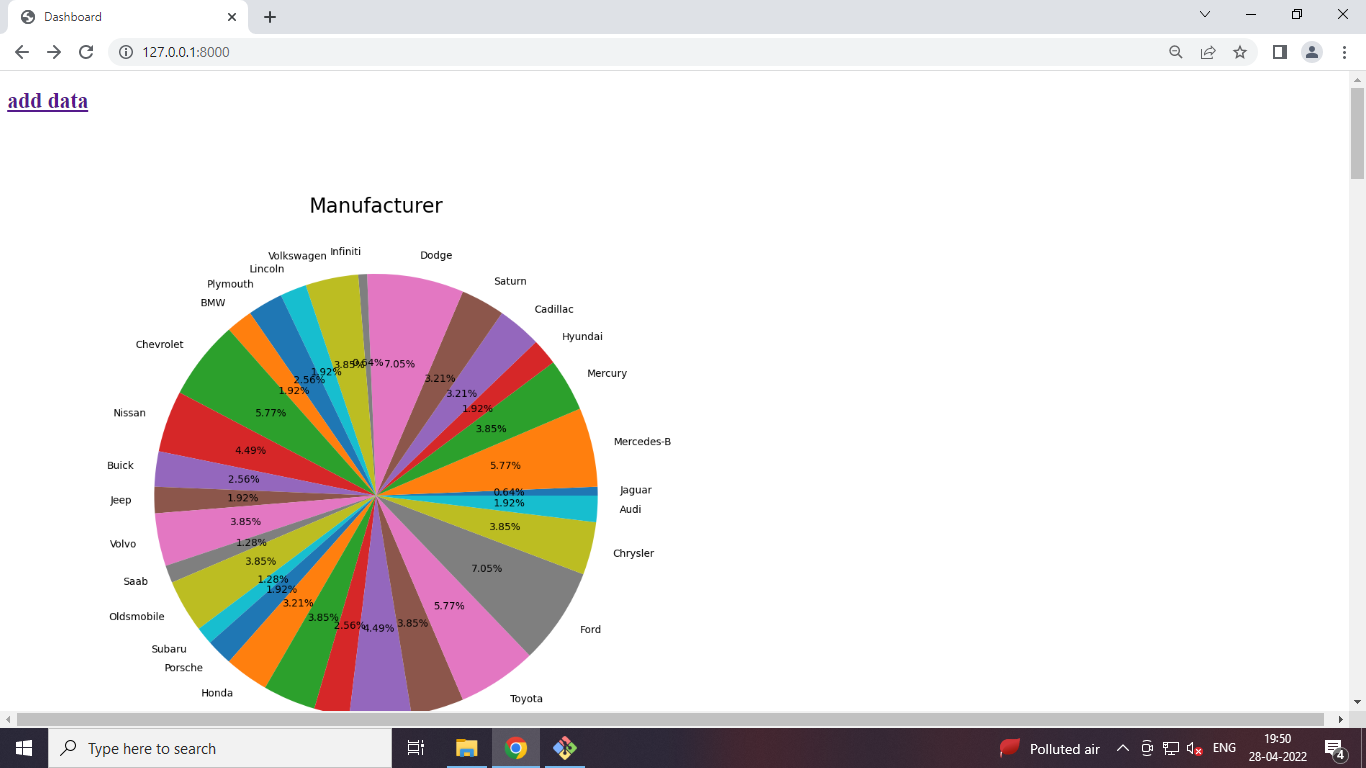 Dashboard
127.0.0.1:8000
add data
Manufacturer
Infiniti
Dodge
Volkswagen
Lincoln
Saturn
Plymouth
BMW
Cadillac
Hyundai
Chevrolet
Mercury
Nissan
Mercedes-B
Buick
Jaguar
Jeep
Audi
Volvo
Chrysler
Saab
Oldsmobile
Ford
Subaru
Porsche
Honda
Toyota
0.64%
7.05%
3.85%
1.92%
2.56%
1.92%
3.21%
3.21%
1.92%
5.77%
3.85%
4.49%
5.77%
2.56%
0.64%
1.92%
1.92%
3.85%
3.85%
1.28%
3.85%
7.05%
1.28%
1.92%
3.21%
5.77%
3.85%
2.56%
4.49%
3.85%
Type here to search
Polluted air
ENG
19:50
28-04-2022
4